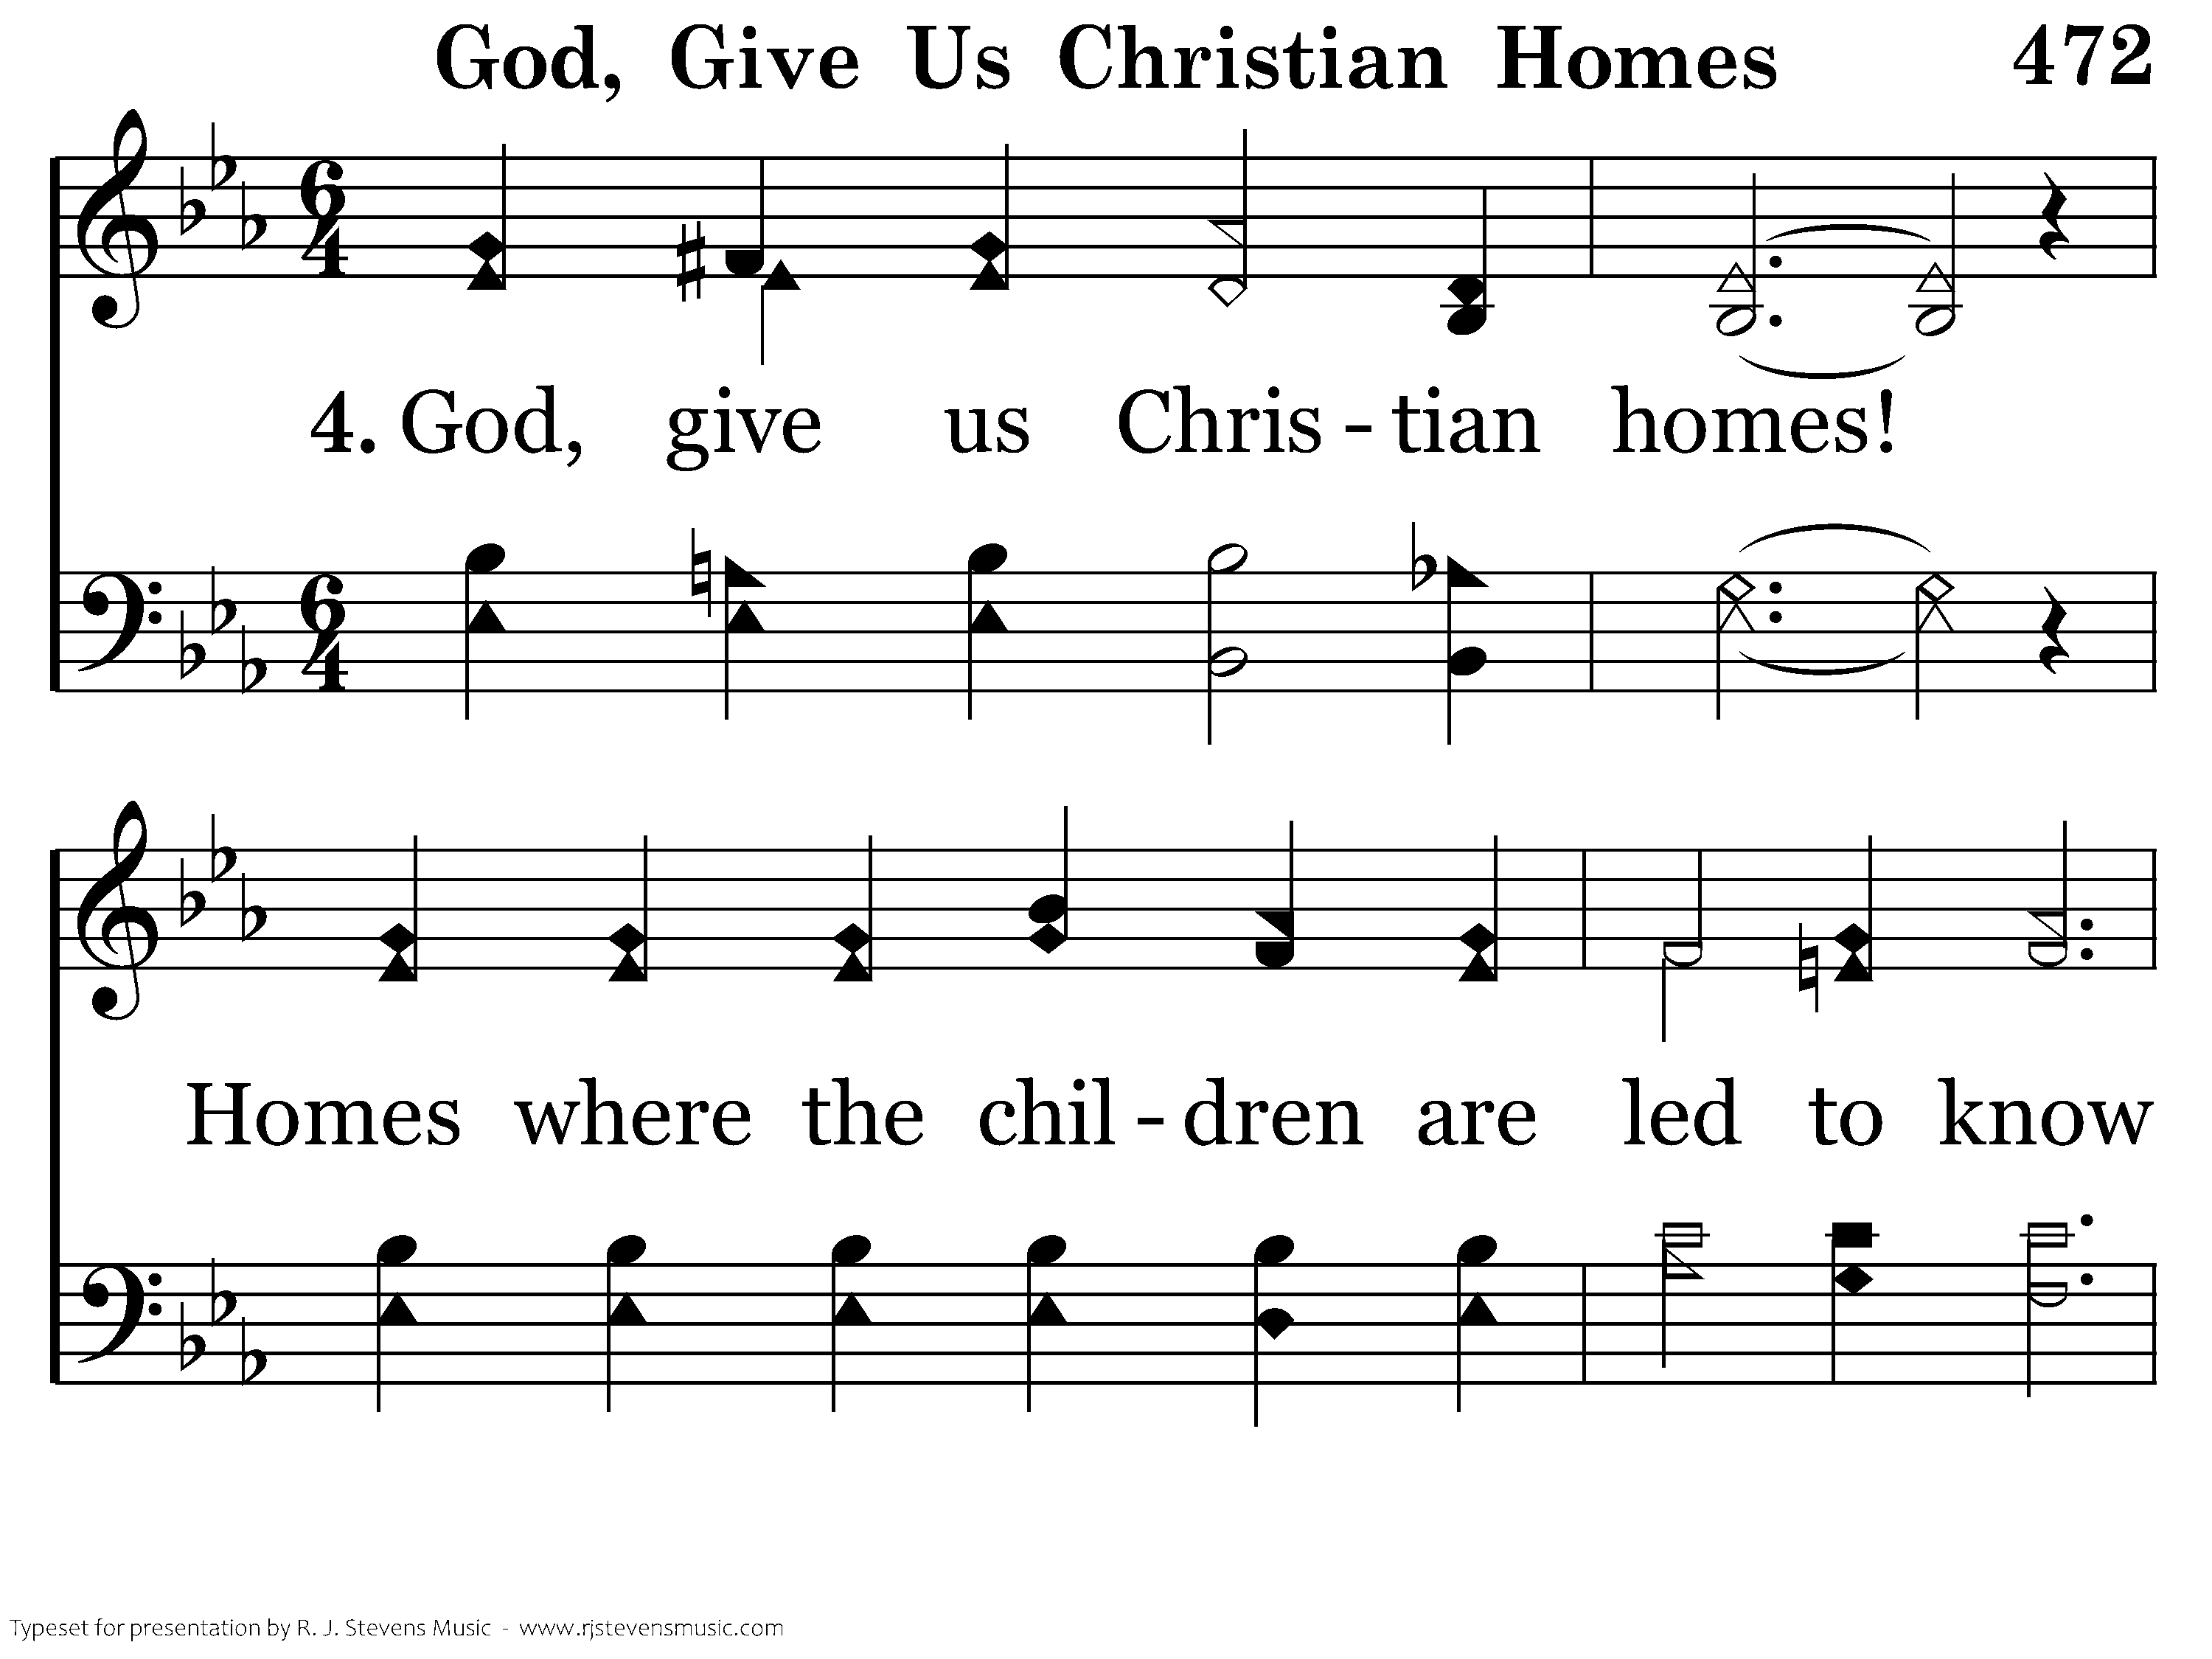 God, Give Us Christian Homes 472
4. God, give us Chris - tian homes!
Homes where the chil - dren are led to know
Typeset for presentation by R. J. Stevens Music - www.rjstevensmusic.com